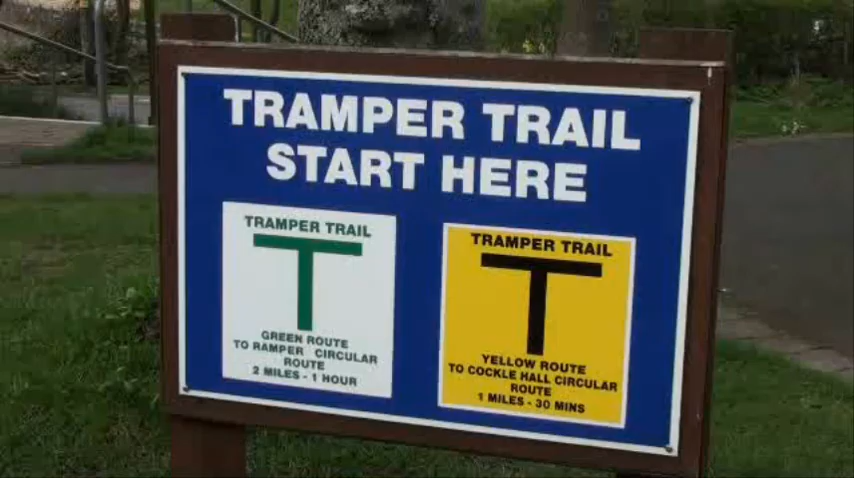 TRAMPER TRAIL
START HERE
TRAMPER TRAIL
T
GREEN ROUTE
TO RAMPER CIRCULAR
ROUTE
2 MILES - 1 HOUR
TRAMPER TRAIL
T
YELLOW ROUTE
TO COCKLE HALL CIRCULAR
ROUTE
1 MILES - 30 MINS